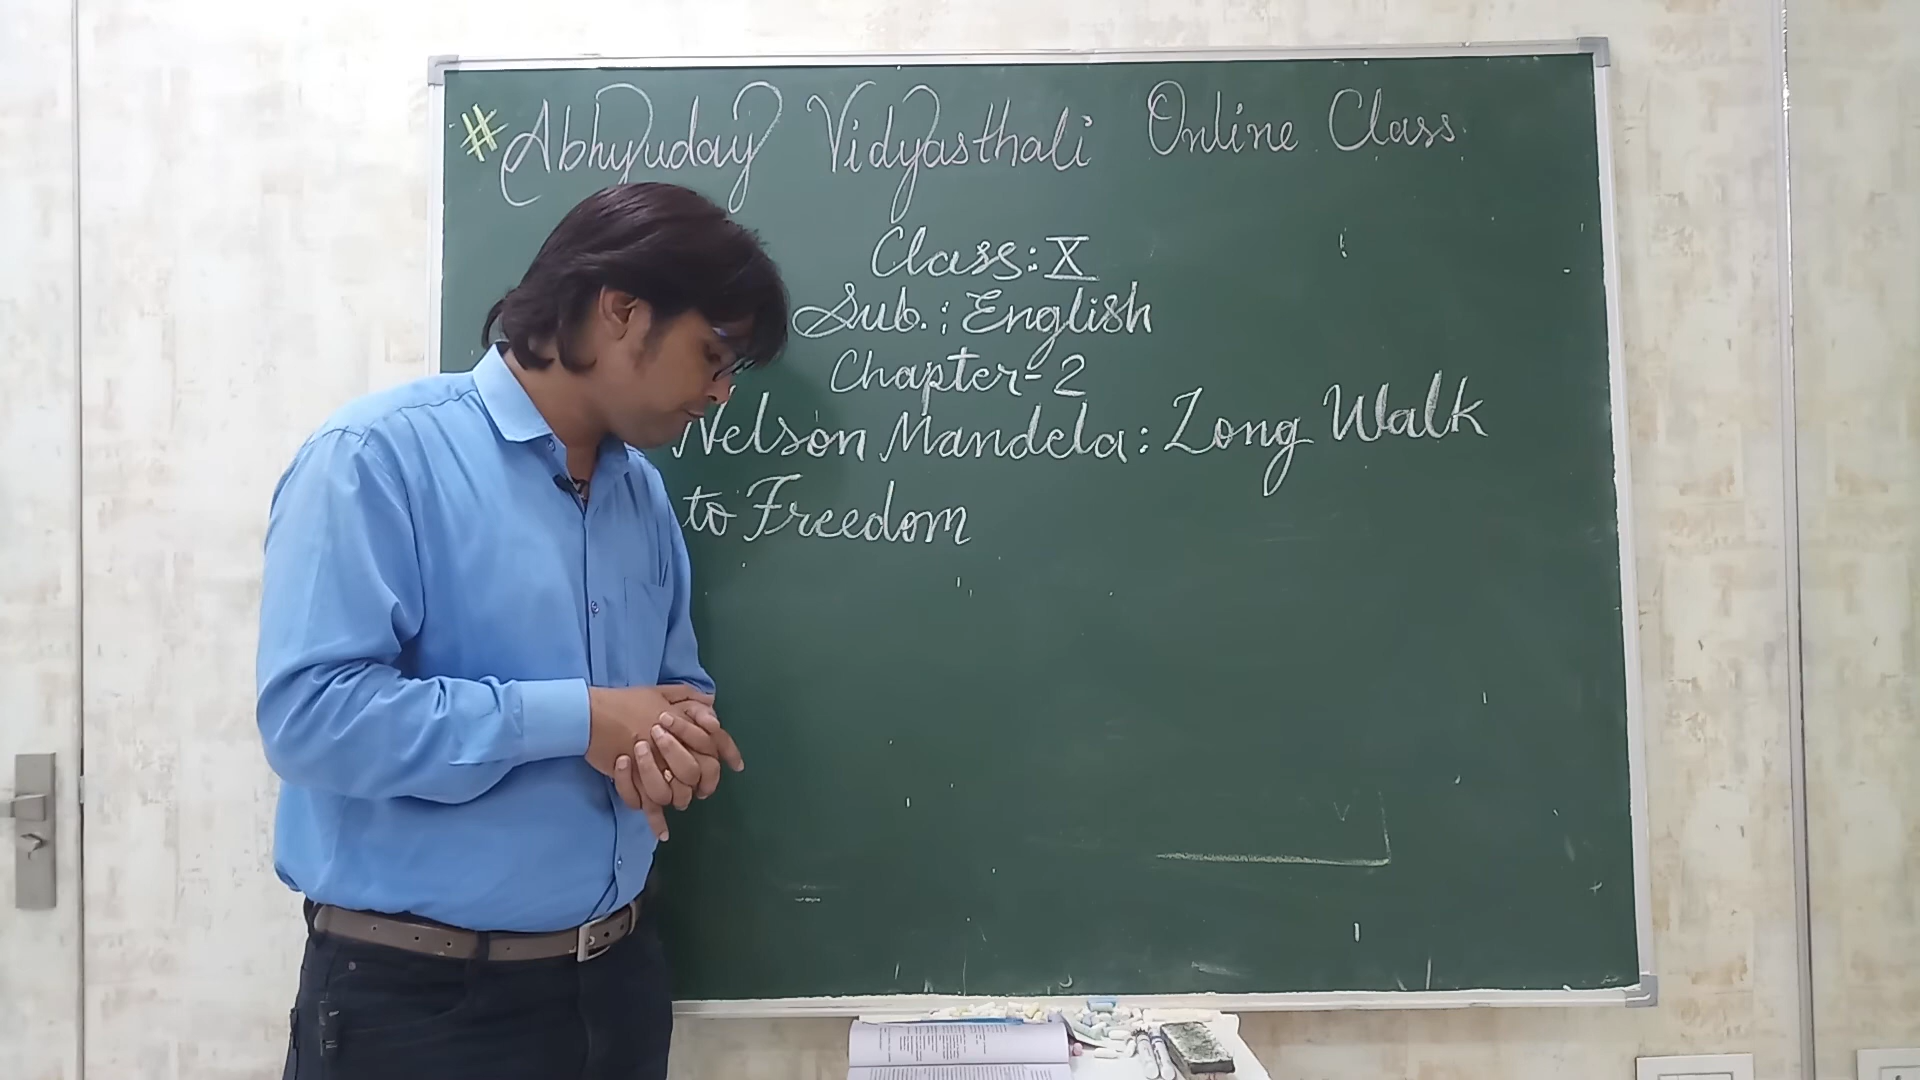 # Abhyuday Vidyasthali Online Class
Class: X
Sub.: English
Chapter-2
Nelson Mandela: Long Walk
to Freedom